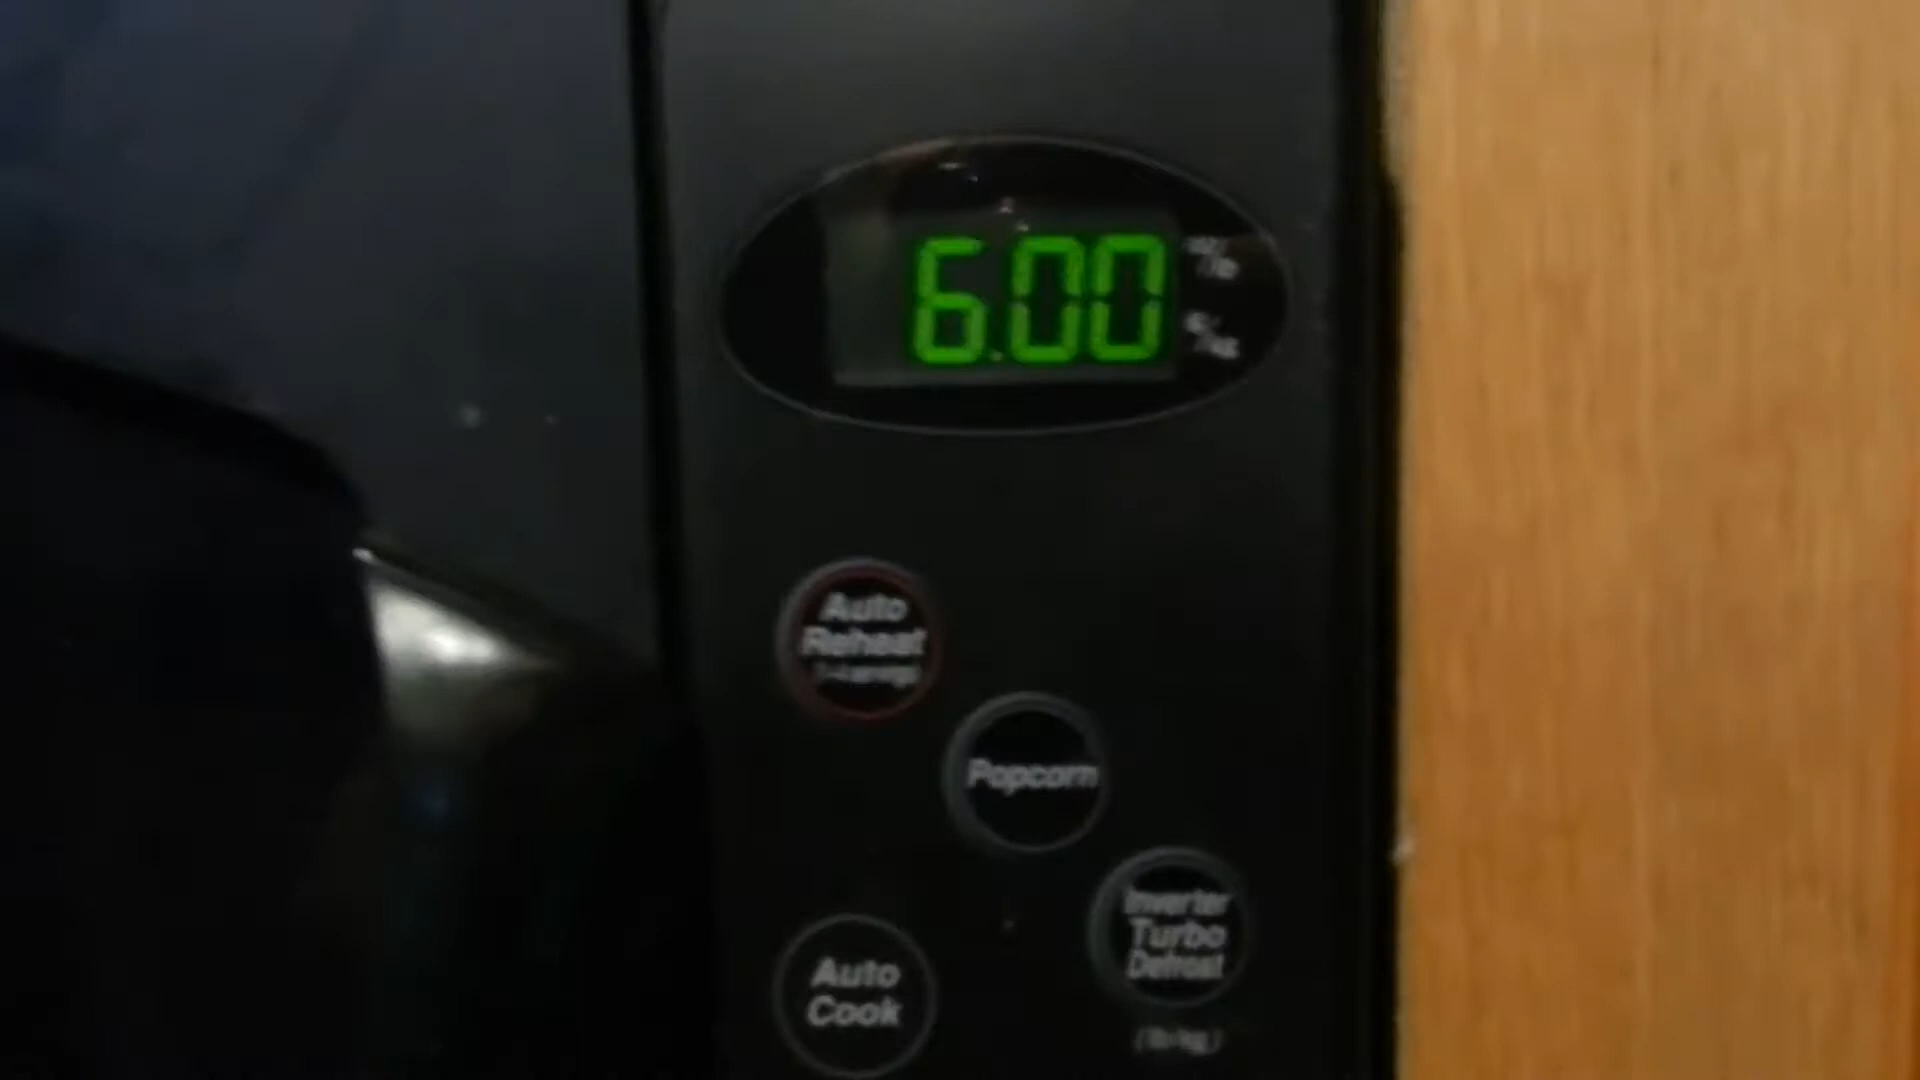 6.00
Auto
Reheat
Popcorn
Inverter
Turbo
Defrost
Auto
Cook